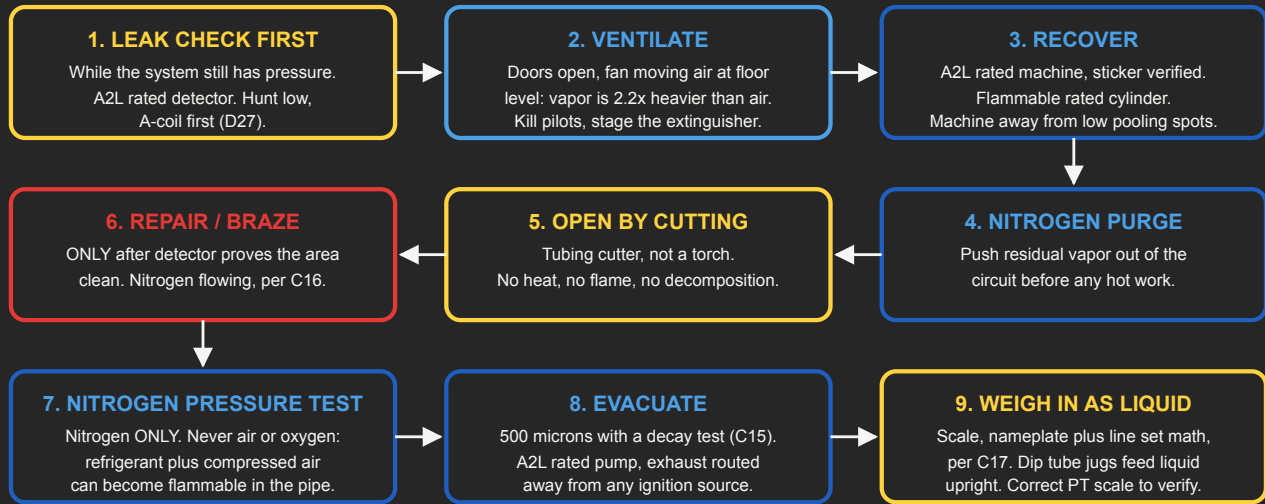 1. LEAK CHECK FIRST
While the system still has pressure.
A2L rated detector. Hunt low,
A-coil first (D27).
2. VENTILATE
Doors open, fan moving air at floor
level: vapor is 2.2x heavier than air.
Kill pilots, stage the extinguisher.
3. RECOVER
A2L rated machine, sticker verified.
Flammable rated cylinder.
Machine away from low pooling spots.
4. NITROGEN PURGE
Push residual vapor out of the
circuit before any hot work.
5. OPEN BY CUTTING
Tubing cutter, not a torch.
No heat, no flame, no decomposition.
6. REPAIR / BRAZE
ONLY after detector proves the area
clean. Nitrogen flowing, per C16.
7. NITROGEN PRESSURE TEST
Nitrogen ONLY. Never air or oxygen:
refrigerant plus compressed air
can become flammable in the pipe.
8. EVACUATE
500 microns with a decay test (C15).
A2L rated pump, exhaust routed
away from any ignition source.
9. WEIGH IN AS LIQUID
Scale, nameplate plus line set math,
per C17. Dip tube jugs feed liquid
upright. Correct PT scale to verify.